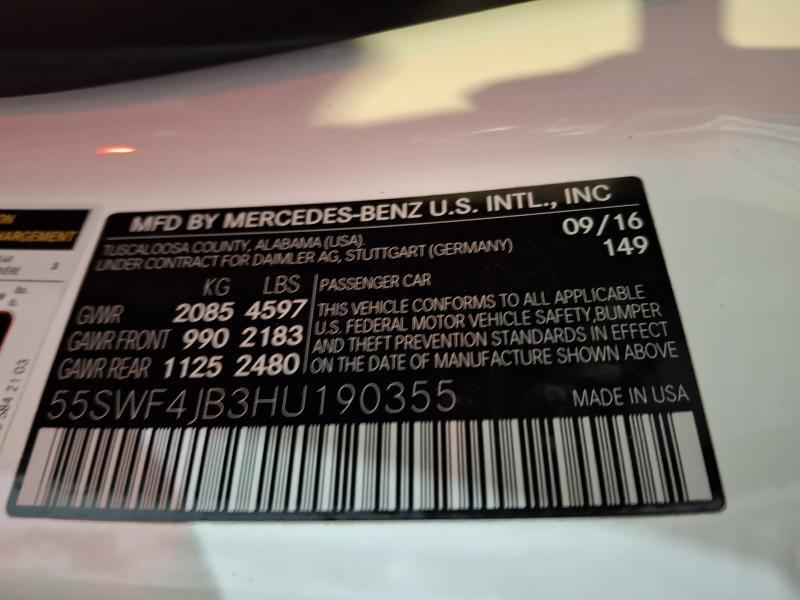 MFD BY MERCEDES-BENZ U.S. INTL., INC
TUSCALOOSA COUNTY, ALABAMA (USA)
UNDER CONTRACT FOR DAIMLER AG, STUTTGART (GERMANY)
09/16
149
KG LBS
GVWR 2085 4597
GAWR FRONT 990 2183
GAWR REAR 1125 2480
PASSENGER CAR
THIS VEHICLE CONFORMS TO ALL APPLICABLE
U.S. FEDERAL MOTOR VEHICLE SAFETY,BUMPER
AND THEFT PREVENTION STANDARDS IN EFFECT
ON THE DATE OF MANUFACTURE SHOWN ABOVE
55SWF4JB3HU190355
MADE IN USA